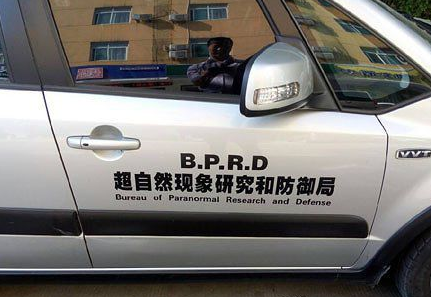 B.P.R.D
超自然现象研究和防御局
Bureau of Paranormal Research and Defense
VVT